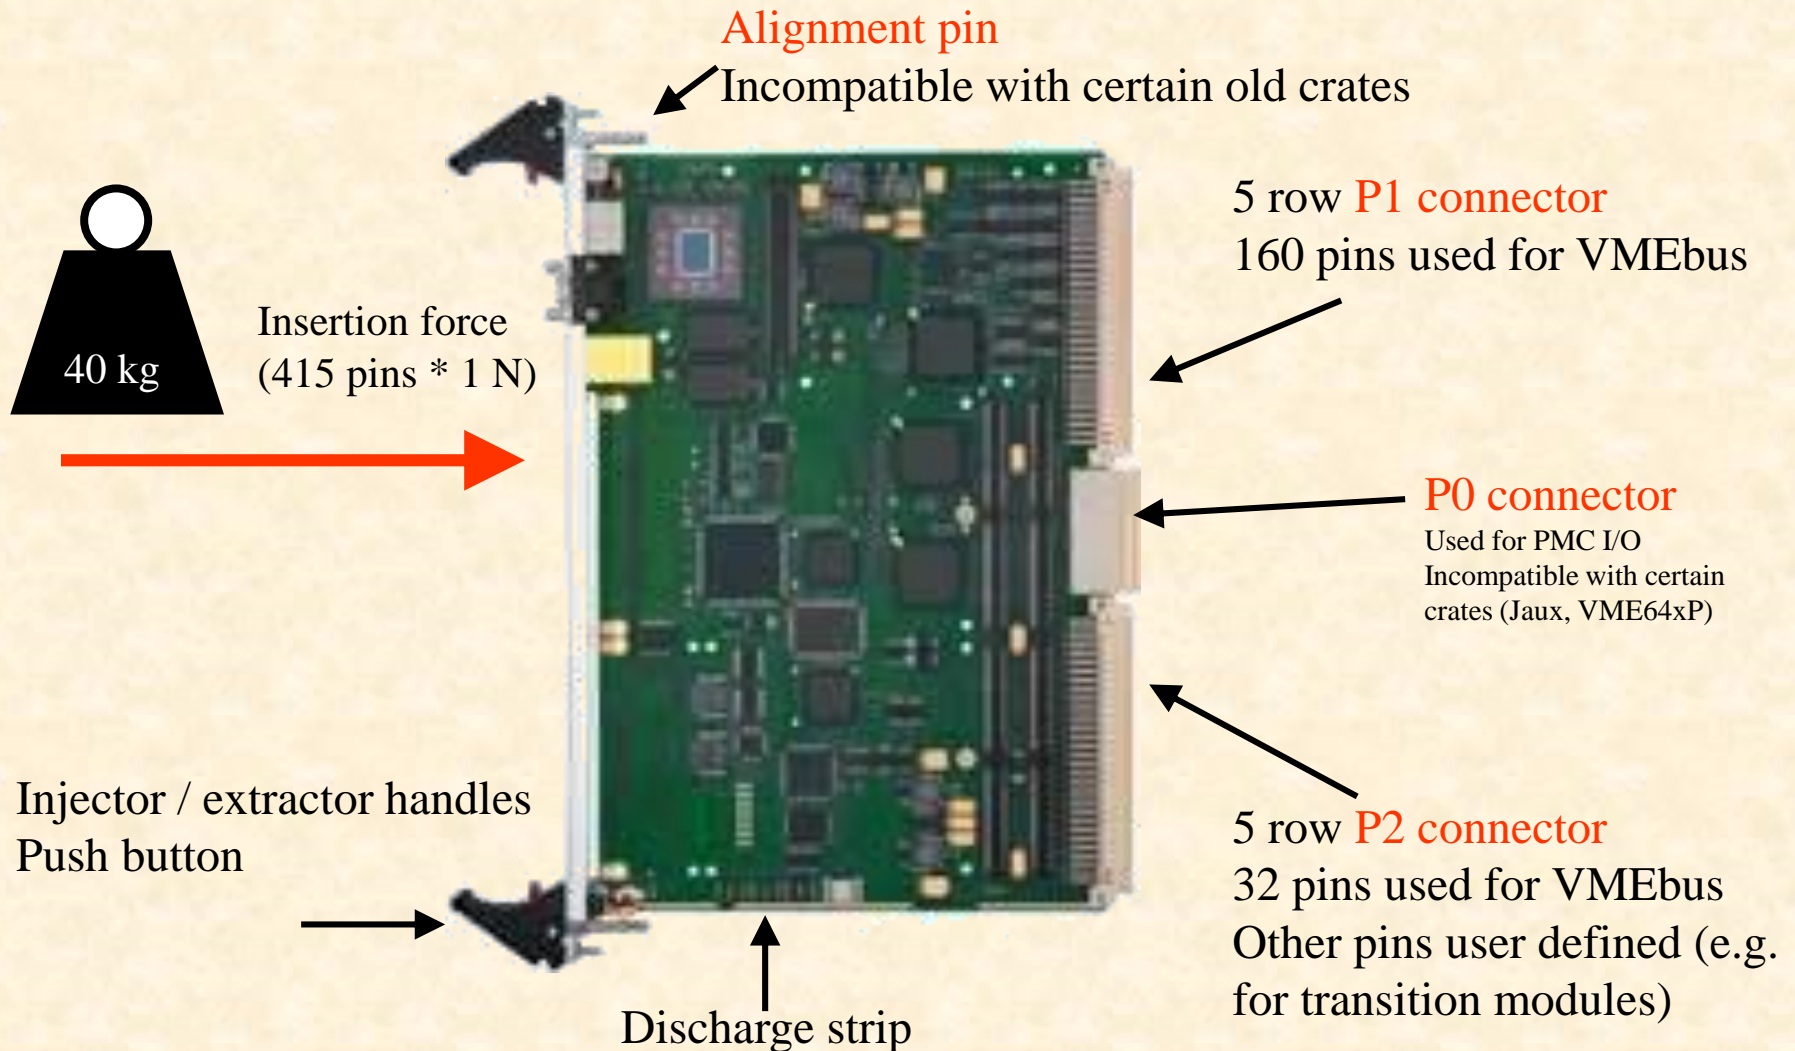 Alignment pin
Incompatible with certain old crates
5 row P1 connector
160 pins used for VMEbus
40 kg
Insertion force
(415 pins * 1 N)
P0 connector
Used for PMC I/O
Incompatible with certain
crates (Jaux, VME64xP)
Injector / extractor handles
Push button
5 row P2 connector
32 pins used for VMEbus
Other pins user defined (e.g.
for transition modules)
Discharge strip